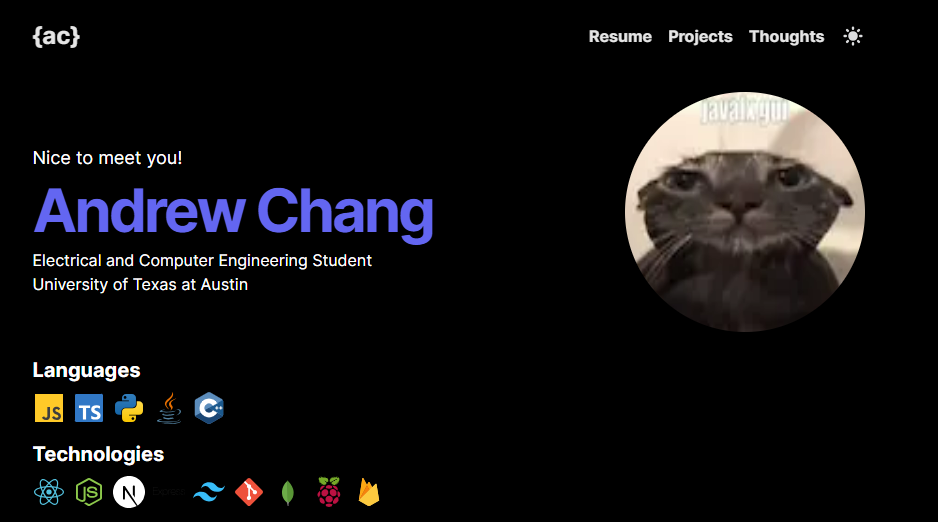 {ac}
Resume Projects Thoughts
Nice to meet you!
Andrew Chang
Electrical and Computer Engineering Student
University of Texas at Austin
Languages
JS TS C++
Technologies
JS N